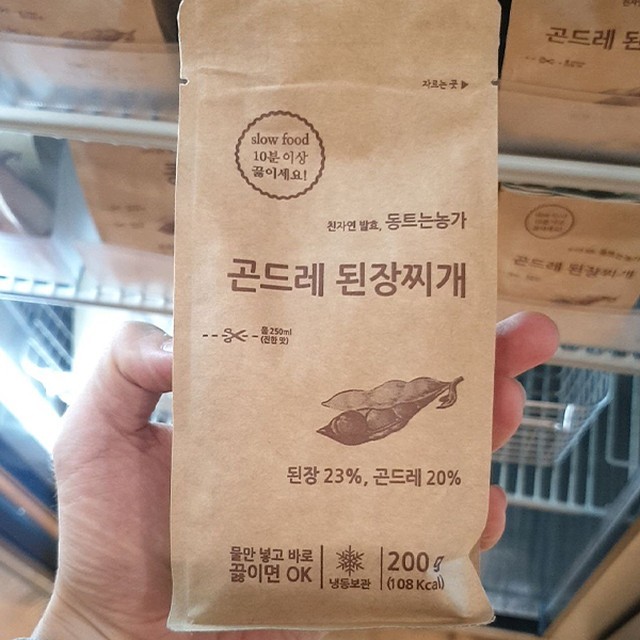 자르는 곳▶
slow food
10분 이상
끓이세요!
친자연 발효, 동트는농가
곤드레 된장찌개
물 250ml
(진한 맛)
된장 23%, 곤드레 20%
물만 넣고 바로
끓이면 OK
냉동보관
200g
(108 Kcal)
곤드레 된
곤드레 된장찌개